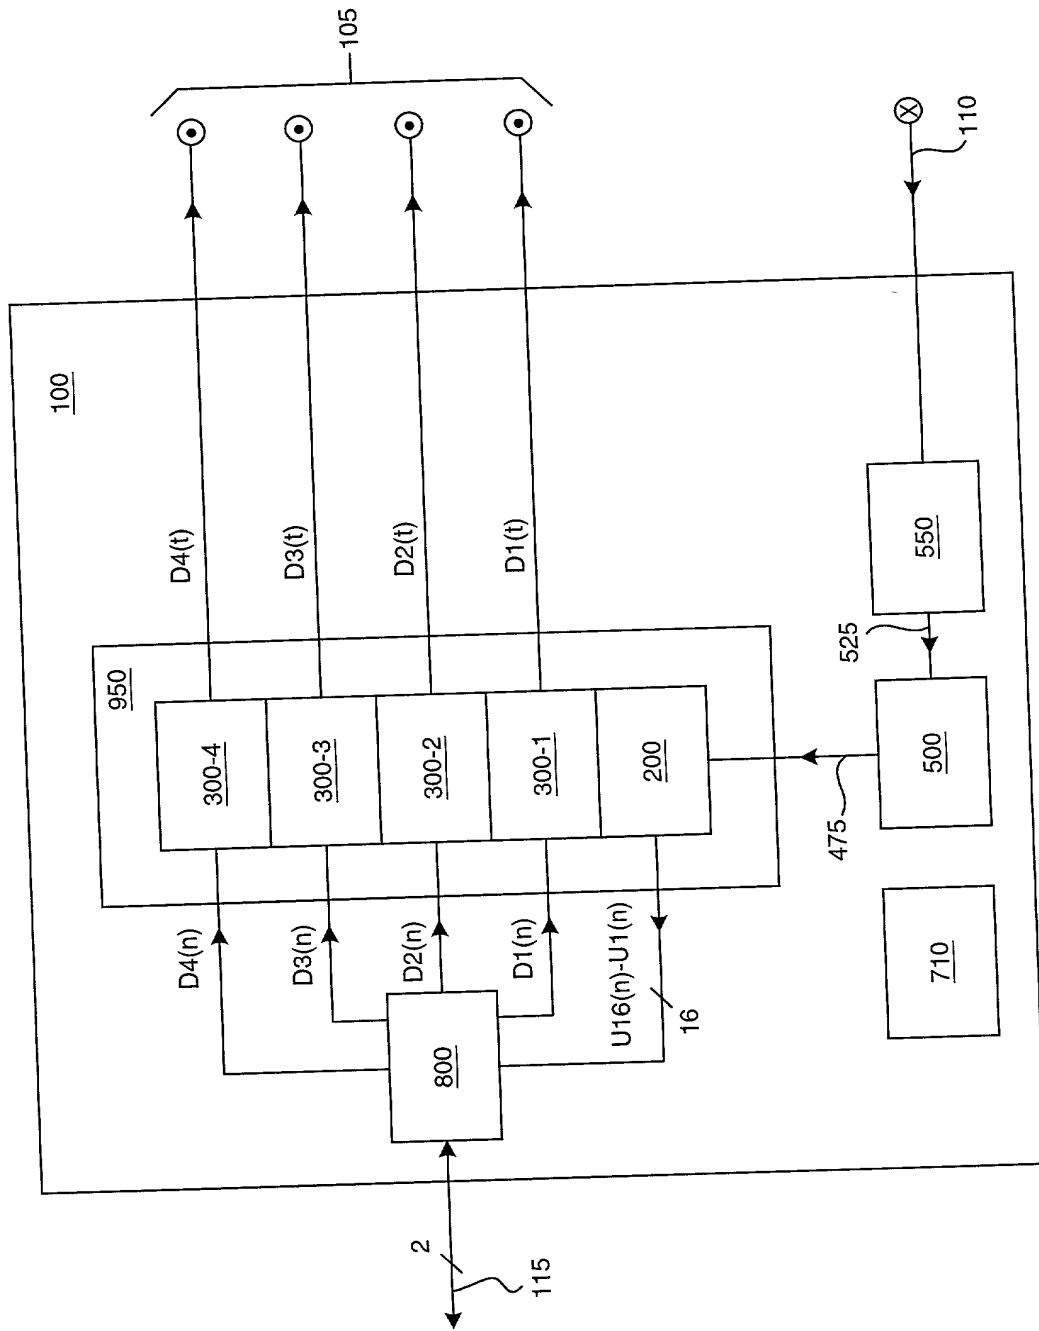 105
110
100
D4(t)
D3(t)
D2(t)
D1(t)
550
525
950
300-4
300-3
300-2
300-1
200
500
475
D4(n)
D3(n)
D2(n)
D1(n)
U16(n)-U1(n)
16
710
800
2
115
X